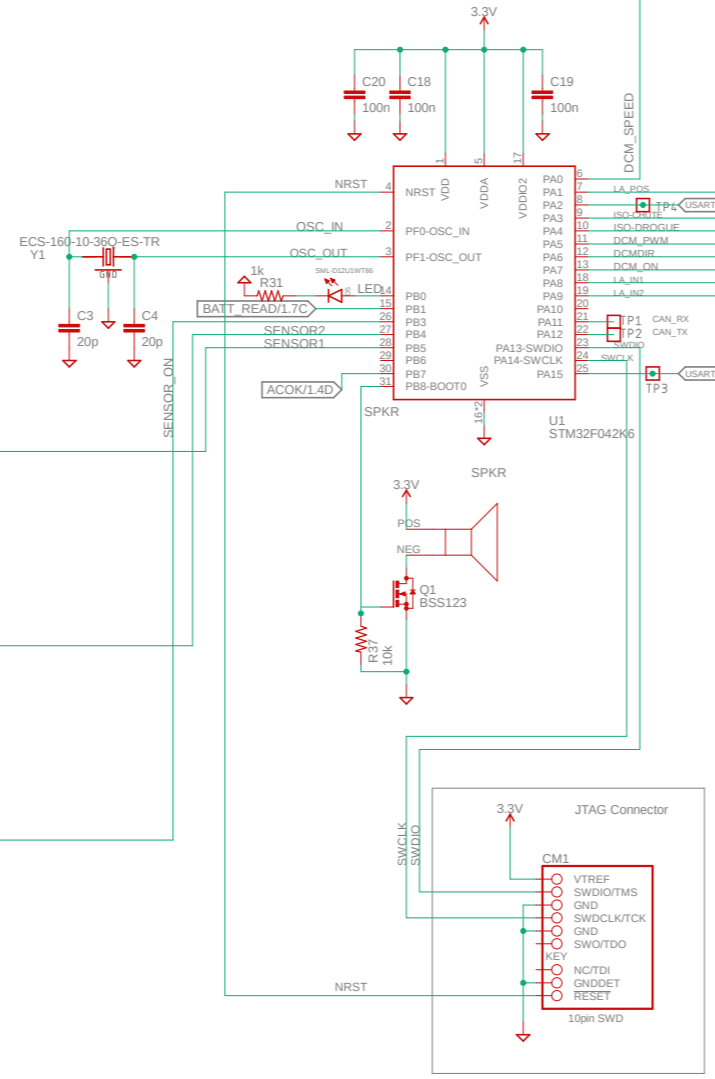 3.3V
C20
C18
C19
100n
100n
100n
DCM_SPEED
1
5
17
VDD
VDDA
VDDIO2
NRST
4
NRST
PA0
6
PA1
7
LA_POS
PA2
8
TP4
USART
PA3
9
ISO-CHUTE
OSC_IN
2
PF0-OSC_IN
PA4
10
ISO-DROGUE
PA5
11
DCM_PWM
ECS-160-10-36Q-ES-TR
Y1
GND
OSC_OUT
3
PF1-OSC_OUT
PA6
12
DCMDIR
PA7
13
DCM_ON
1k
R31
SML-D12U1WT86
LED
14
PB0
PA8
18
LA_IN1
PA9
19
LA_IN2
BATT_READ/1.7C
15
PB1
PA10
20
C3
20p
C4
20p
26
PB3
PA11
21
TP1
CAN_RX
SENSOR2
27
PB4
PA12
22
TP2
CAN_TX
SENSOR1
28
PB5
PA13-SWDIO
23
SWDIO
29
PB6
PA14-SWCLK
24
SWCLK
30
PB7
PA15
25
TP3
USART
ACOK/1.4D
31
PB8-BOOT0
VSS
16*2
SENSOR_ON
SPKR
U1
STM32F042K6
SPKR
3.3V
POS
NEG
Q1
BSS123
R37
10k
3.3V
JTAG Connector
SWCLK
SWDIO
CM1
VTREF
SWDIO/TMS
GND
SWDCLK/TCK
GND
SWO/TDO
KEY
NC/TDI
GNDDET
NRST
RESET
10pin SWD